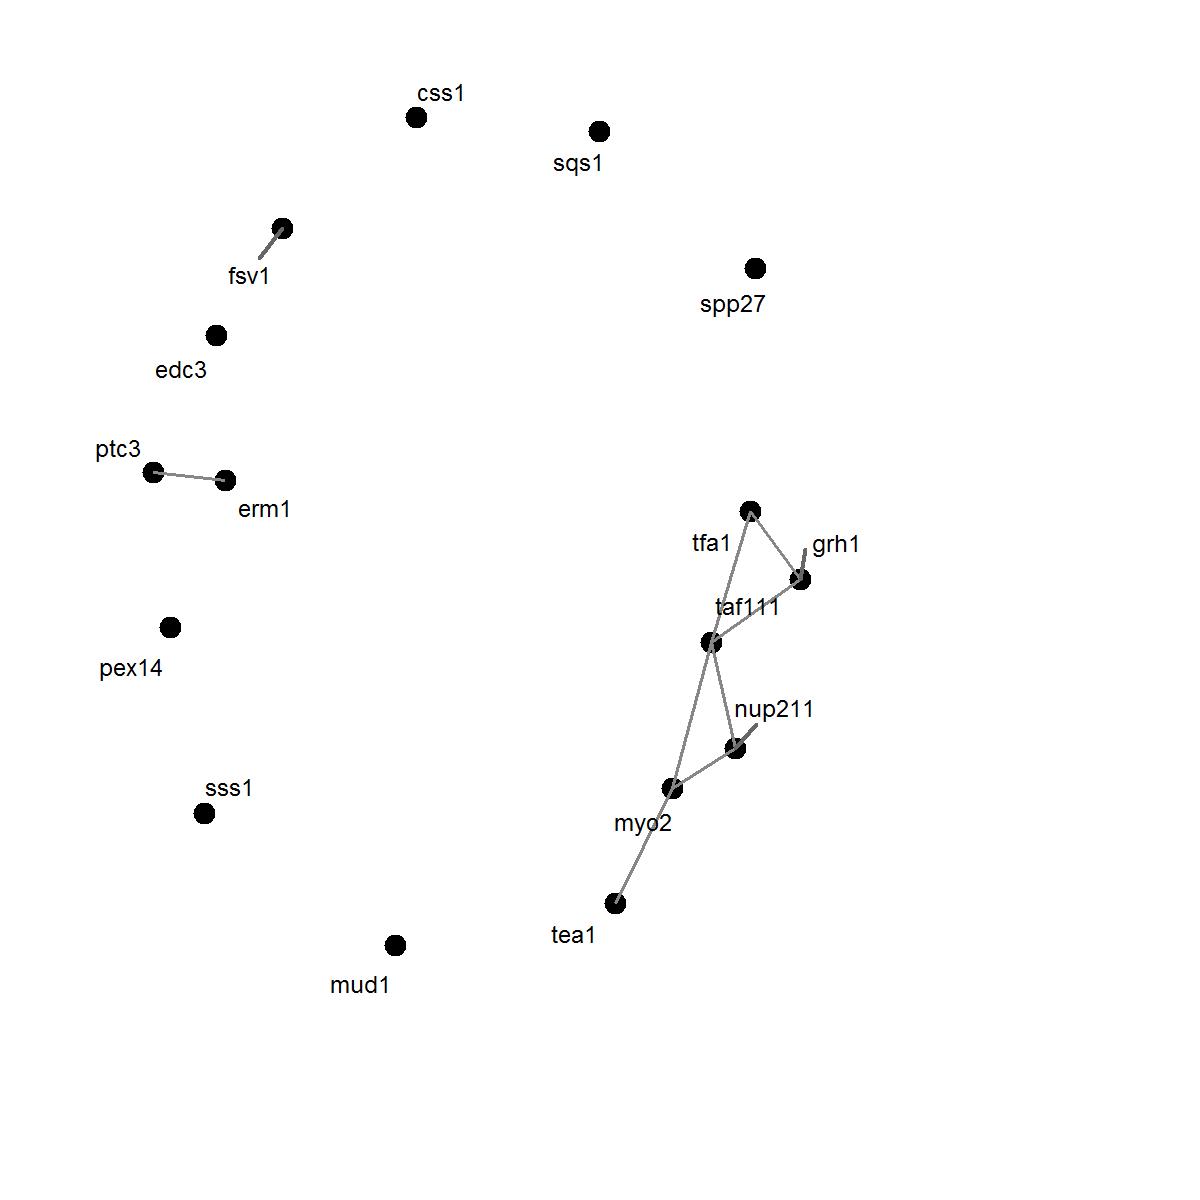 css1
sqs1
fsv1
spp27
edc3
ptc3
erm1
tfa1
grh1
taf111
pex14
nup211
sss1
myo2
tea1
mud1